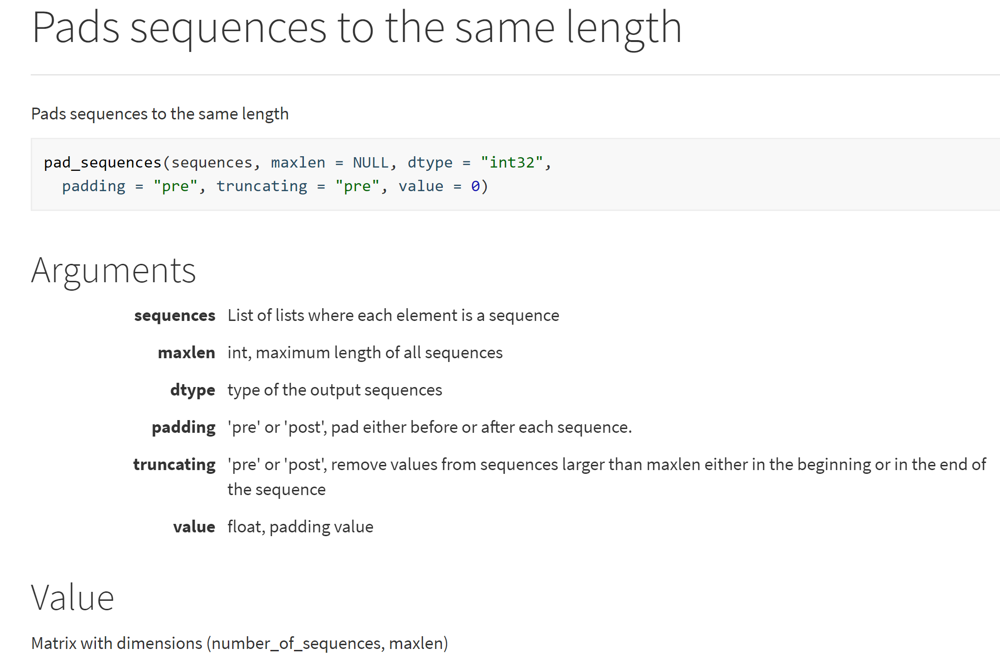 Pads sequences to the same length
Pads sequences to the same length
pad_sequences(sequences, maxlen = NULL, dtype = "int32",
  padding = "pre", truncating = "pre", value = 0)
Arguments
sequences List of lists where each element is a sequence
maxlen int, maximum length of all sequences
dtype type of the output sequences
padding 'pre' or 'post', pad either before or after each sequence.
truncating 'pre' or 'post', remove values from sequences larger than maxlen either in the beginning or in the end of
the sequence
value float, padding value
Value
Matrix with dimensions (number_of_sequences, maxlen)